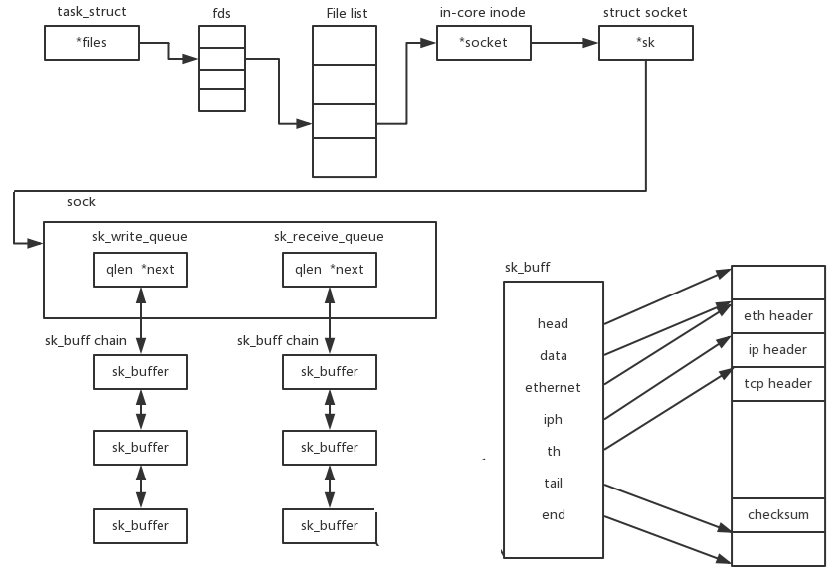 task_struct
fds
File list
in-core inode
struct socket
*files
*socket
*sk
sock
sk_write_queue
sk_receive_queue
qlen *next
qlen *next
sk_buff chain
sk_buff chain
sk_buffer
sk_buffer
sk_buffer
sk_buffer
sk_buffer
sk_buffer
sk_buff
head
data
ethernet
iph
th
tail
end
eth header
ip header
tcp header
checksum